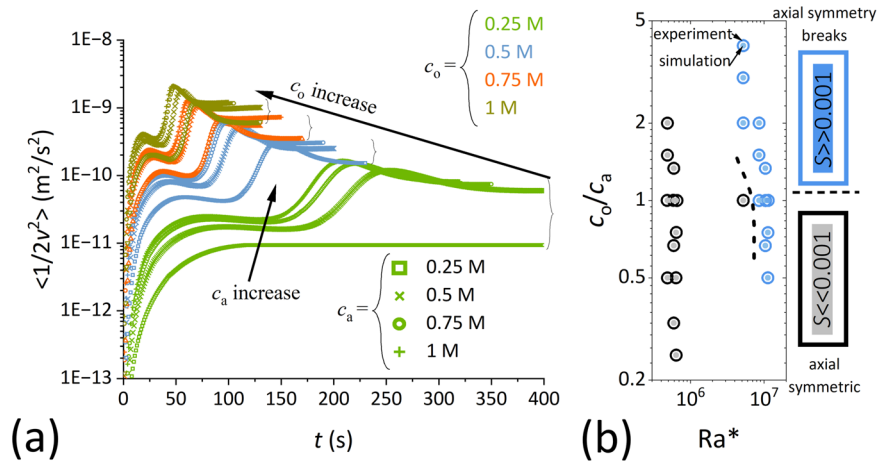 1E−8
1E−9
1E−10
1E−11
1E−12
1E−13
<1/2v²> (m²/s²)
0 50 100 150 200 250 300 350 400
t (s)
cₒ =
0.25 M
0.5 M
0.75 M
1 M
cₒ increase
cₐ increase
cₐ =
0.25 M
0.5 M
0.75 M
1 M
(a)
5
2
1
0.5
0.2
cₒ/cₐ
10⁶ 10⁷
Ra*
experiment
simulation
axial symmetry
breaks
S>>0.001
S<<0.001
axial
symmetric
(b)